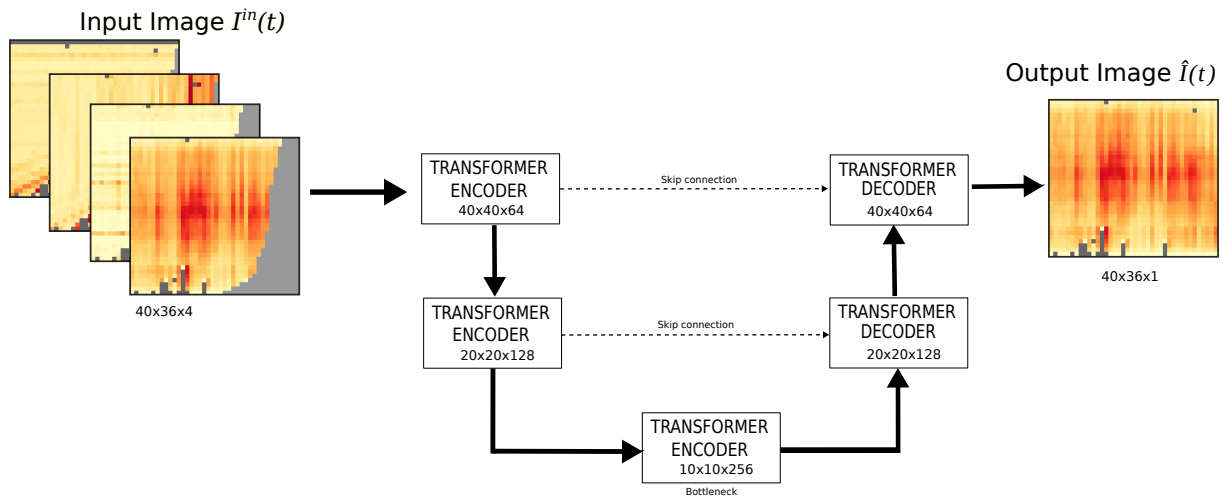 Input Image I^in(t)
40x36x4
TRANSFORMER
ENCODER
40x40x64
Skip connection
TRANSFORMER
DECODER
40x40x64
Output Image Î(t)
40x36x1
TRANSFORMER
ENCODER
20x20x128
Skip connection
TRANSFORMER
DECODER
20x20x128
TRANSFORMER
ENCODER
10x10x256
Bottleneck